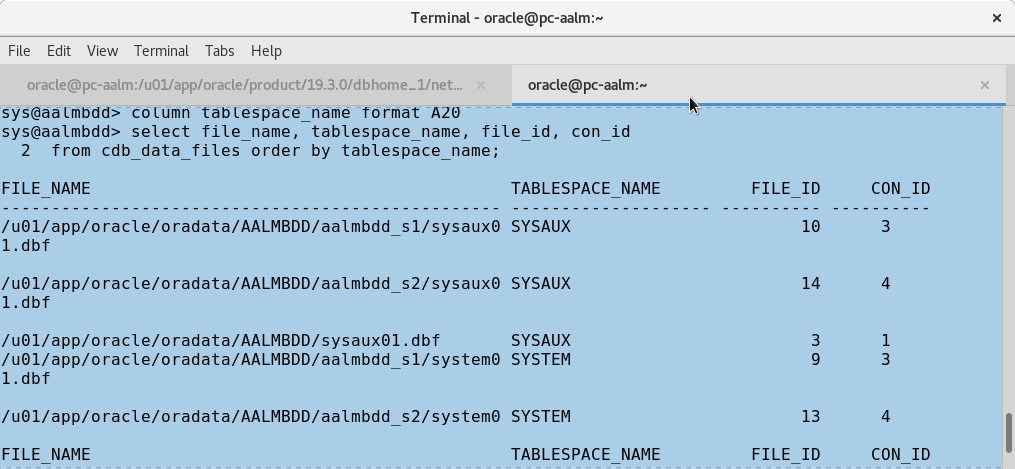 Terminal - oracle@pc-aalm:~
File Edit View Terminal Tabs Help
oracle@pc-aalm:/u01/app/oracle/product/19.3.0/dbhome_1/net... oracle@pc-aalm:~
sys@aalmbdd> column tablespace_name format A20
sys@aalmbdd> select file_name, tablespace_name, file_id, con_id
  2  from cdb_data_files order by tablespace_name;
FILE_NAME                                          TABLESPACE_NAME         FILE_ID     CON_ID
-------------------------------------------------- -------------------- ---------- ----------
/u01/app/oracle/oradata/AALMBDD/aalmbdd_s1/sysaux0 SYSAUX                       10      3
1.dbf
/u01/app/oracle/oradata/AALMBDD/aalmbdd_s2/sysaux0 SYSAUX                       14      4
1.dbf
/u01/app/oracle/oradata/AALMBDD/sysaux01.dbf       SYSAUX                        3      1
/u01/app/oracle/oradata/AALMBDD/aalmbdd_s1/system0 SYSTEM                        9      3
1.dbf
/u01/app/oracle/oradata/AALMBDD/aalmbdd_s2/system0 SYSTEM                       13      4
FILE_NAME                                          TABLESPACE_NAME         FILE_ID     CON_ID